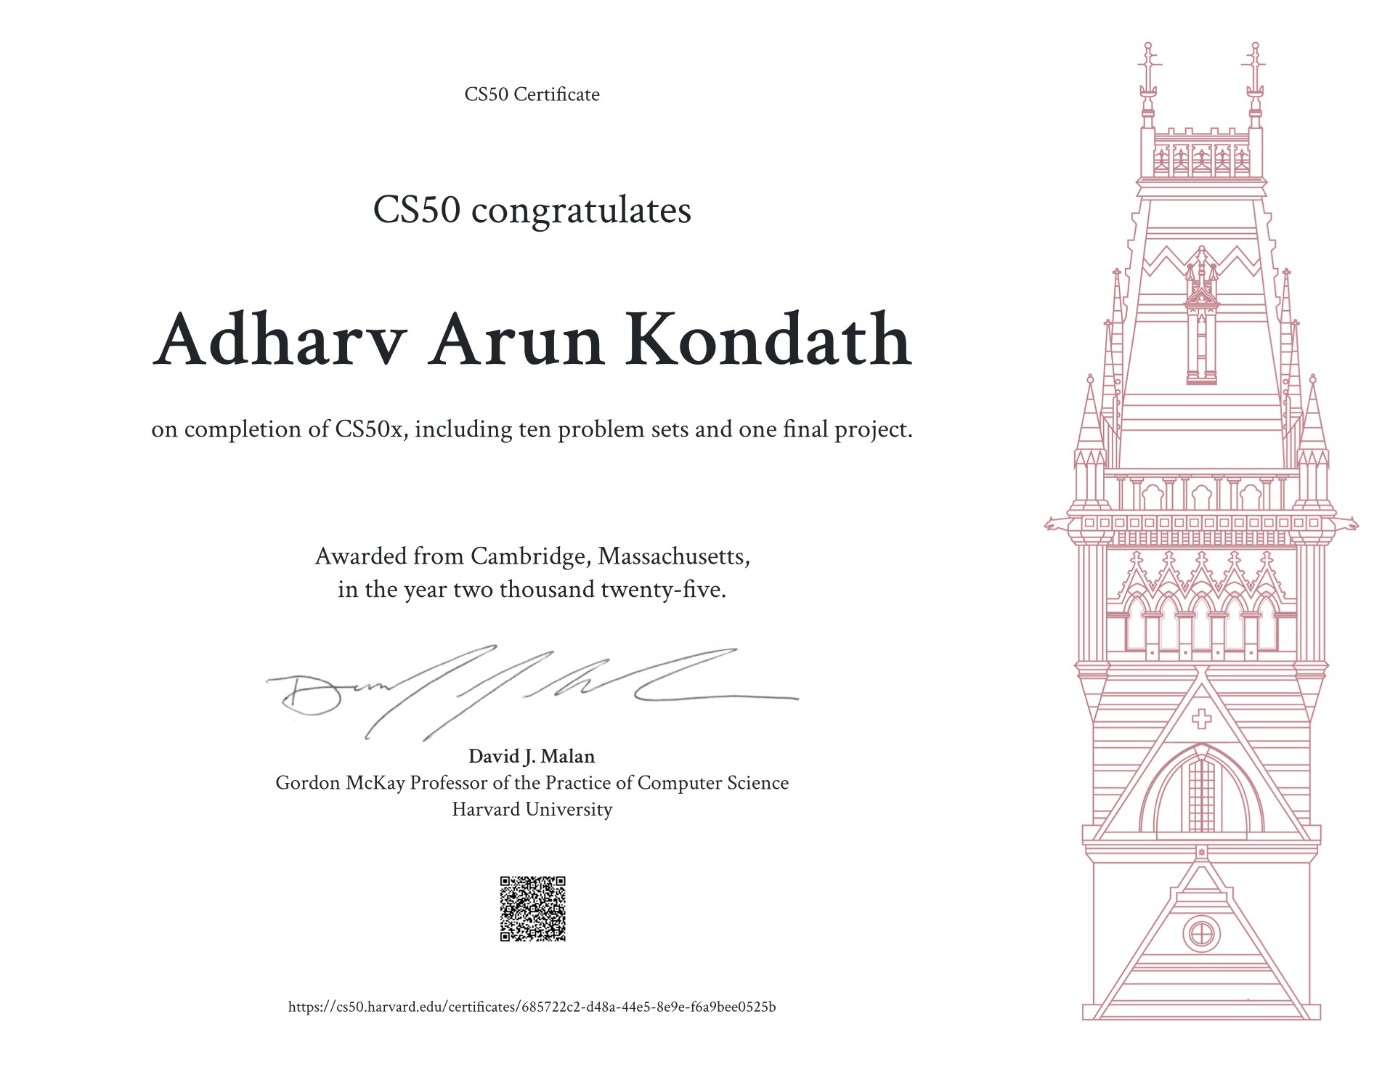 CS50 Certificate
CS50 congratulates
Adharv Arun Kondath
on completion of CS50x, including ten problem sets and one final project.
Awarded from Cambridge, Massachusetts,
in the year two thousand twenty-five.
David J. Malan
Gordon McKay Professor of the Practice of Computer Science
Harvard University
https://cs50.harvard.edu/certificates/685722c2-d48a-44e5-8e9e-f6a9bee0525b